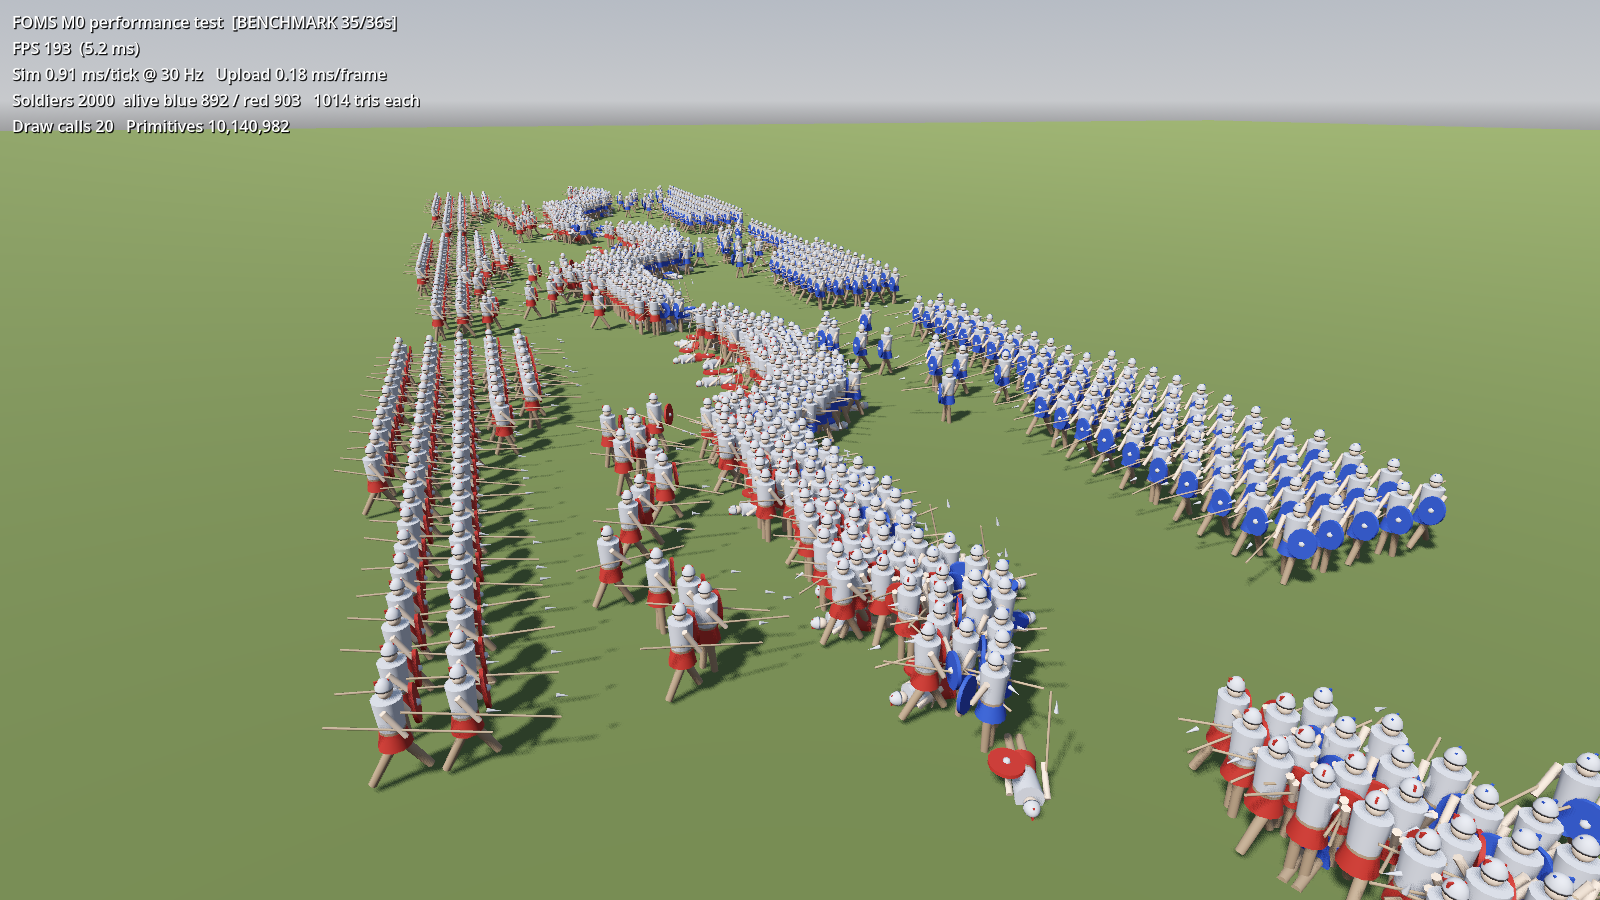 FOMS M0 performance test  [BENCHMARK 35/36s]
FPS 193  (5.2 ms)
Sim 0.91 ms/tick @ 30 Hz   Upload 0.18 ms/frame
Soldiers 2000  alive blue 892 / red 903   1014 tris each
Draw calls 20   Primitives 10,140,982